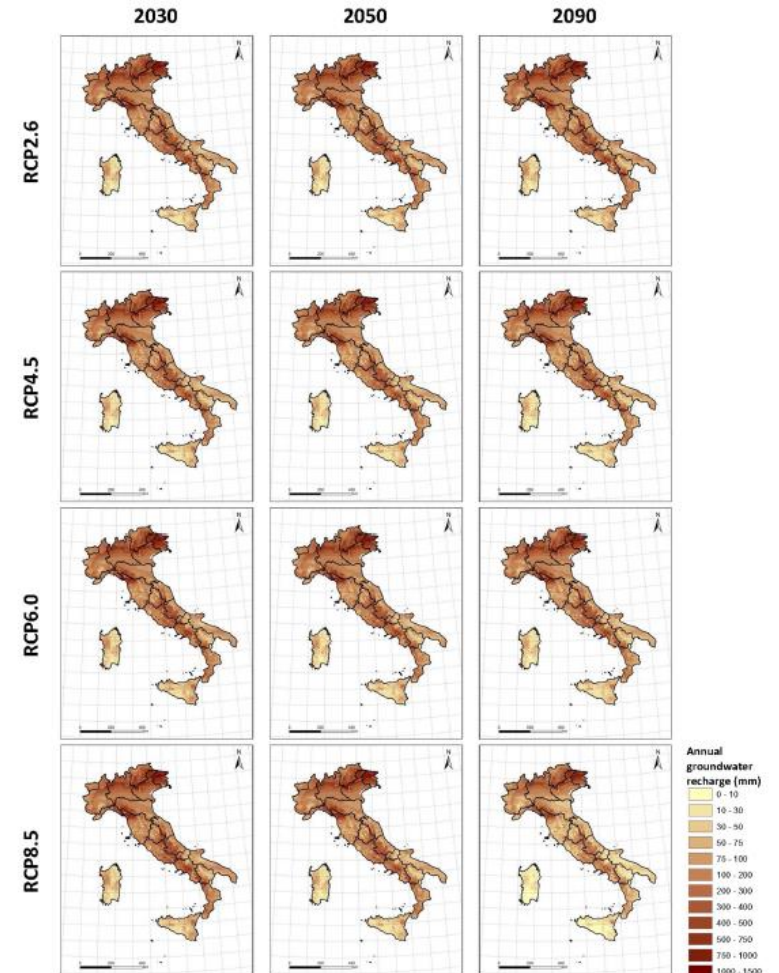 2030
2050
2090
RCP2.6
N
N
N
RCP4.5
N
N
N
RCP6.0
N
N
N
RCP8.5
N
N
N
Annual
groundwater
recharge (mm)
0 - 10
10 - 30
30 - 50
50 - 75
75 - 100
100 - 200
200 - 300
300 - 400
400 - 500
500 - 750
750 - 1000
1000 - 1500